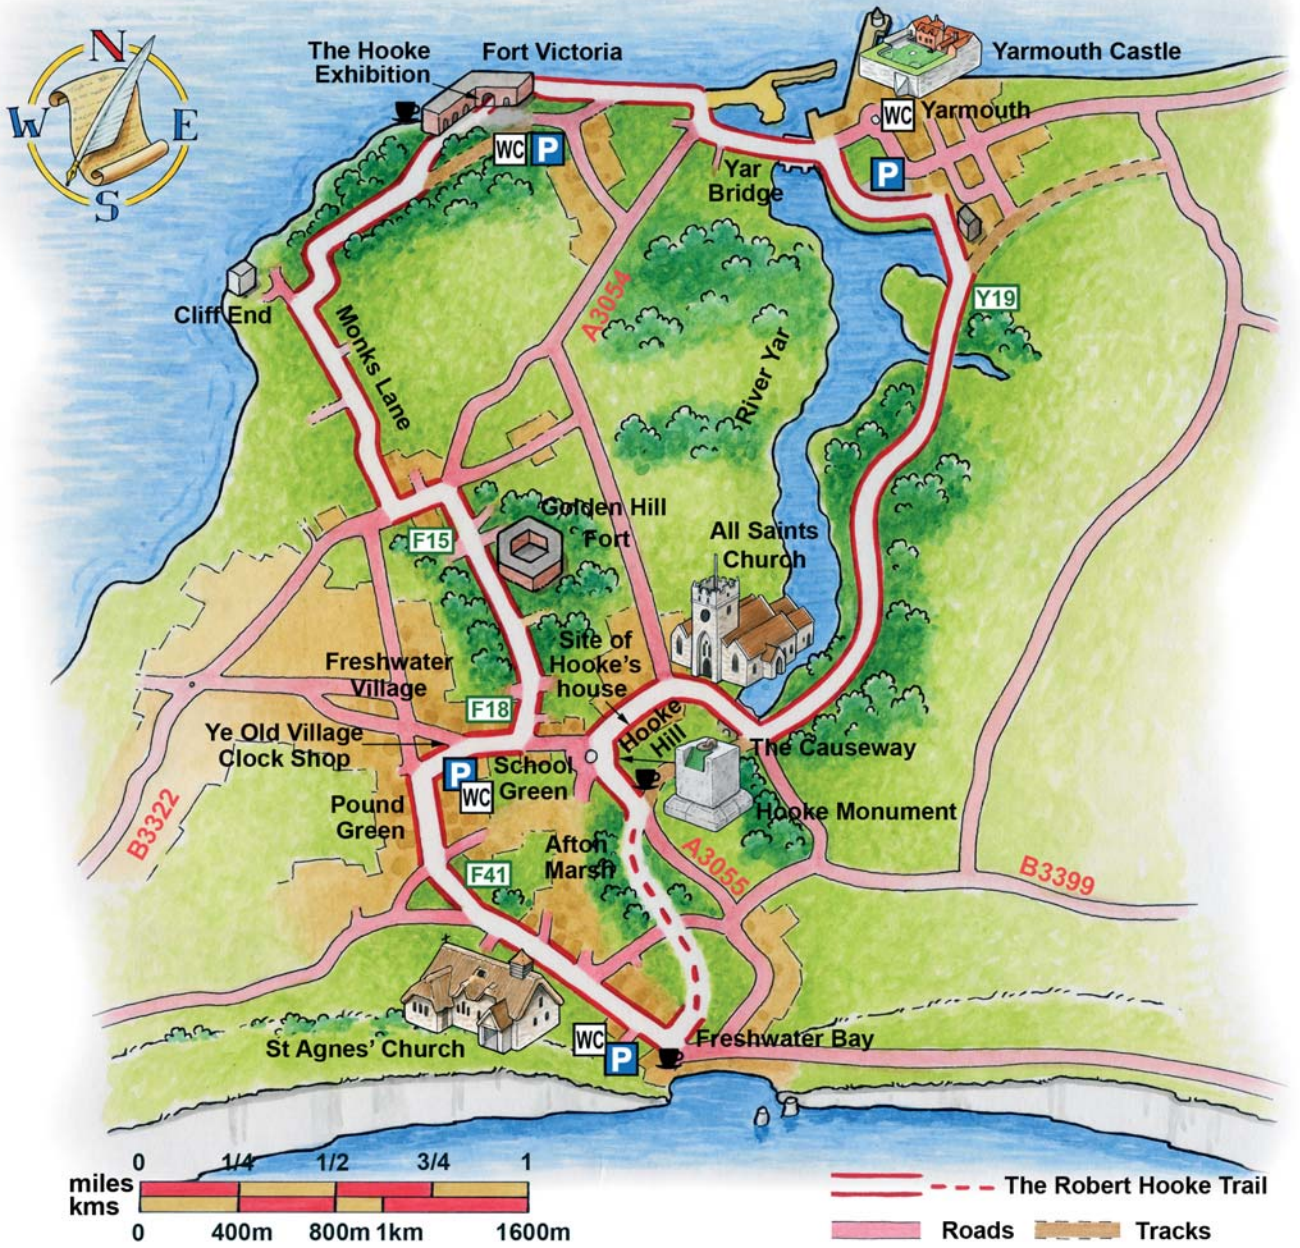 N
W
E
S
The Hooke
Exhibition
Fort Victoria
Yarmouth Castle
WC
Yarmouth
WC P
Yar
Bridge
P
Cliff End
Monks Lane
A3054
Y19
River Yar
Golden Hill
Fort
F15
All Saints
Church
Site of
Hooke's
house
Freshwater
Village
F18
Hooke
Hill
Ye Old Village
Clock Shop
The Causeway
P
WC
School
Green
Pound
Green
Hooke Monument
B3322
Afton
Marsh
A3055
F41
B3399
St Agnes' Church
WC
P
Freshwater Bay
0 1/4 1/2 3/4 1
miles
kms
0 400m 800m 1km 1600m
The Robert Hooke Trail
Roads
Tracks